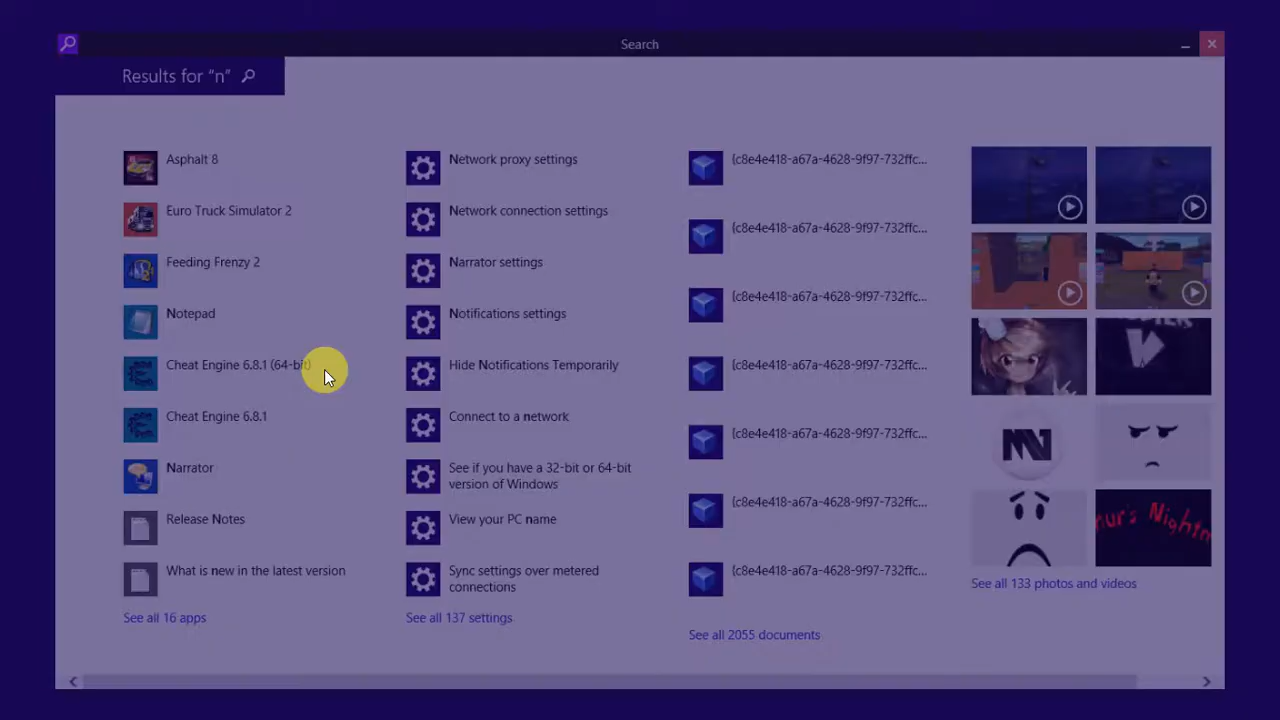 Search
Results for “n”
Asphalt 8
Euro Truck Simulator 2
Feeding Frenzy 2
Notepad
Cheat Engine 6.8.1 (64-bit)
Cheat Engine 6.8.1
Narrator
Release Notes
What is new in the latest version
See all 16 apps
Network proxy settings
Network connection settings
Narrator settings
Notifications settings
Hide Notifications Temporarily
Connect to a network
See if you have a 32-bit or 64-bit
version of Windows
View your PC name
Sync settings over metered
connections
See all 137 settings
{c8e4e418-a67a-4628-9f97-732ffc...
{c8e4e418-a67a-4628-9f97-732ffc...
{c8e4e418-a67a-4628-9f97-732ffc...
{c8e4e418-a67a-4628-9f97-732ffc...
{c8e4e418-a67a-4628-9f97-732ffc...
{c8e4e418-a67a-4628-9f97-732ffc...
{c8e4e418-a67a-4628-9f97-732ffc...
See all 2055 documents
See all 133 photos and videos